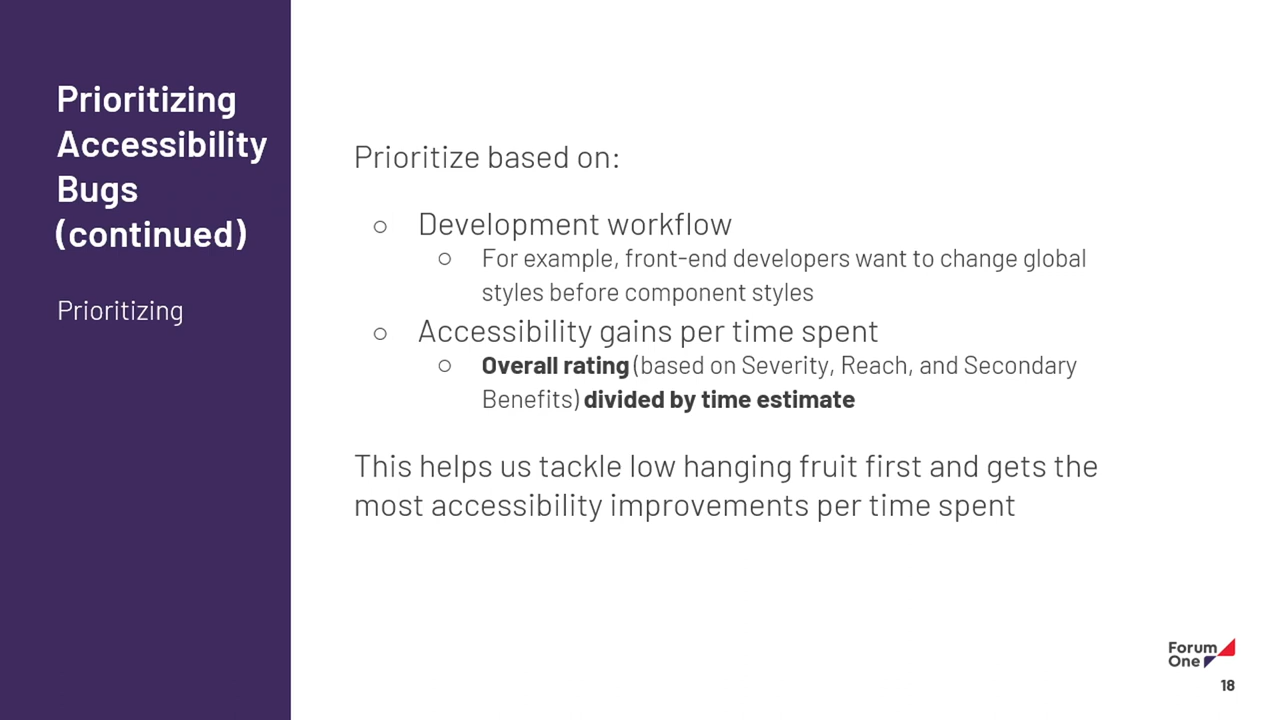 Prioritizing
Accessibility
Bugs
(continued)
Prioritizing
Prioritize based on:
○ Development workflow
○ For example, front-end developers want to change global
styles before component styles
○ Accessibility gains per time spent
○ Overall rating (based on Severity, Reach, and Secondary
Benefits) divided by time estimate
This helps us tackle low hanging fruit first and gets the
most accessibility improvements per time spent
Forum
One
18